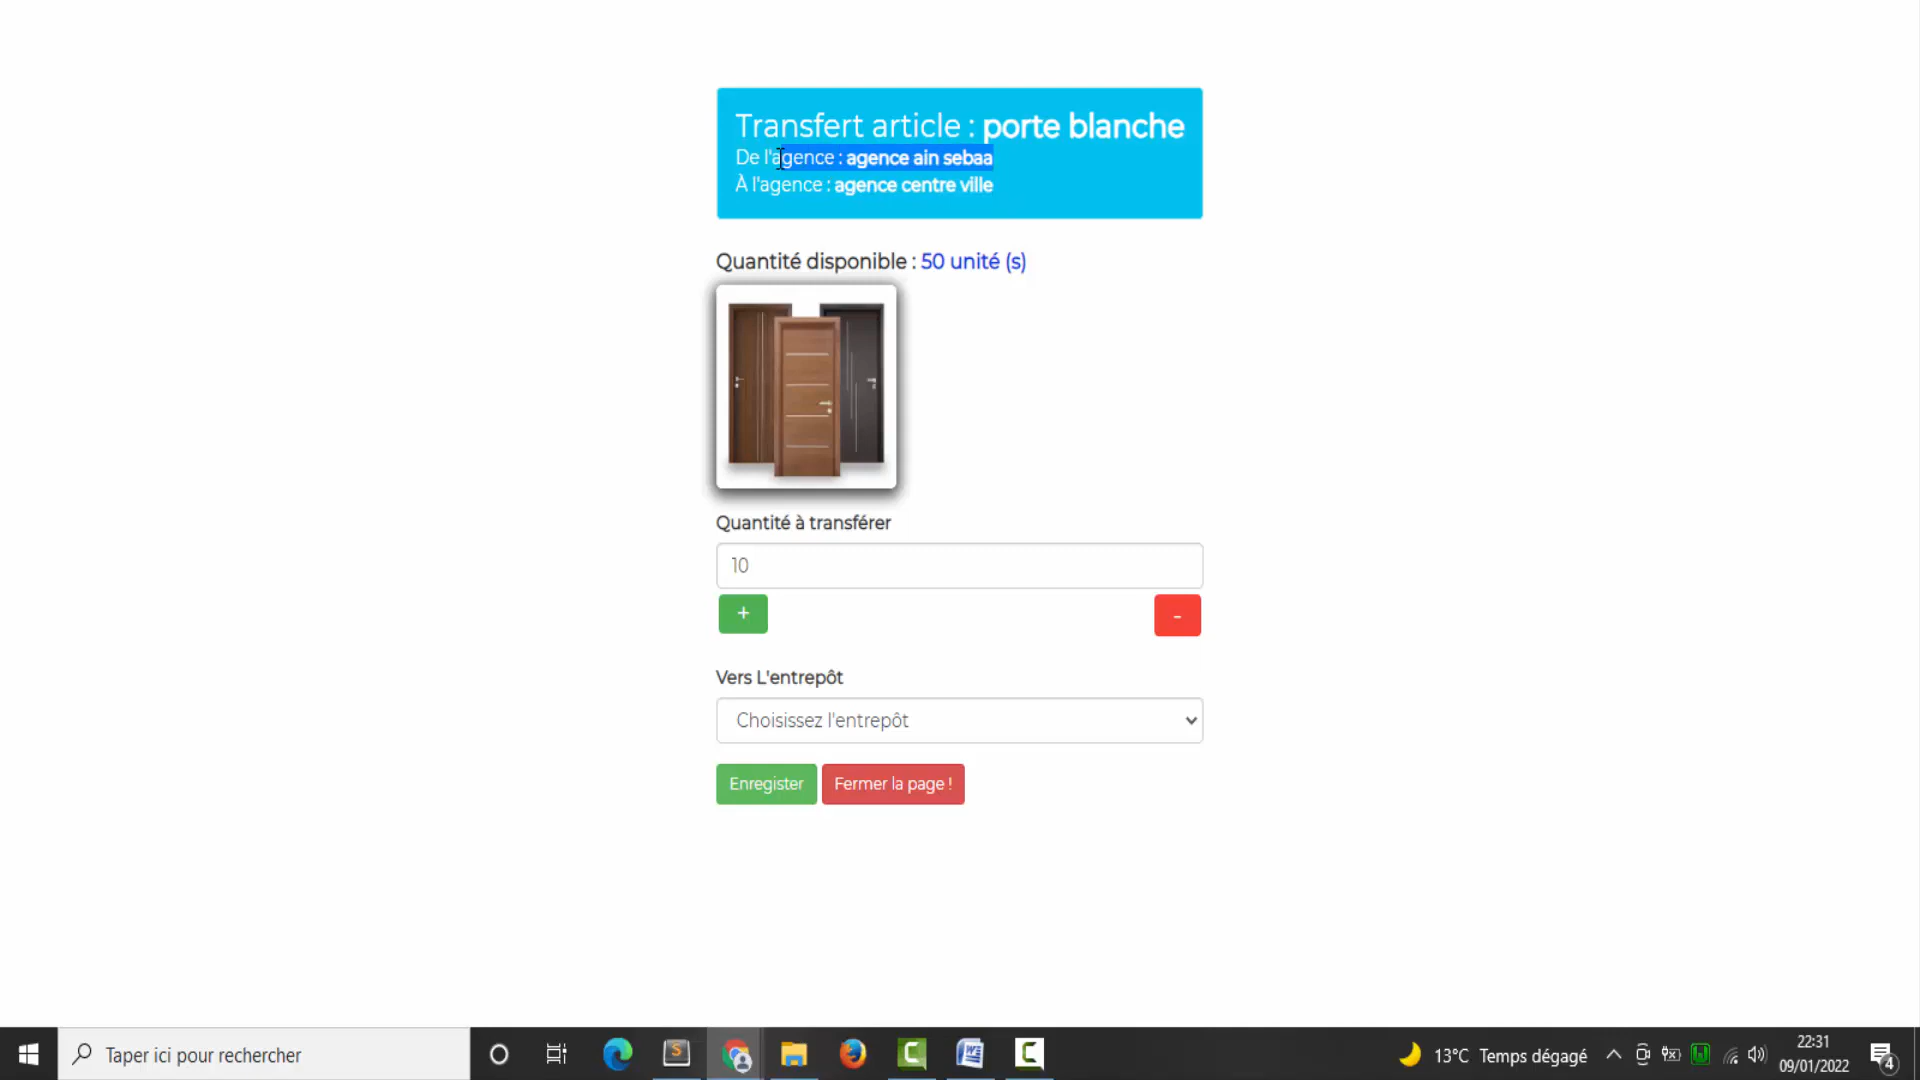 Transfert article : porte blanche
De l'agence : agence ain sebaa
À l'agence : agence centre ville
Quantité disponible : 50 unité (s)
Quantité à transférer
10
+
-
Vers L'entrepôt
Choisissez l'entrepôt
Enregister
Fermer la page !
Taper ici pour rechercher
13°C Temps dégagé
22:31
09/01/2022
4